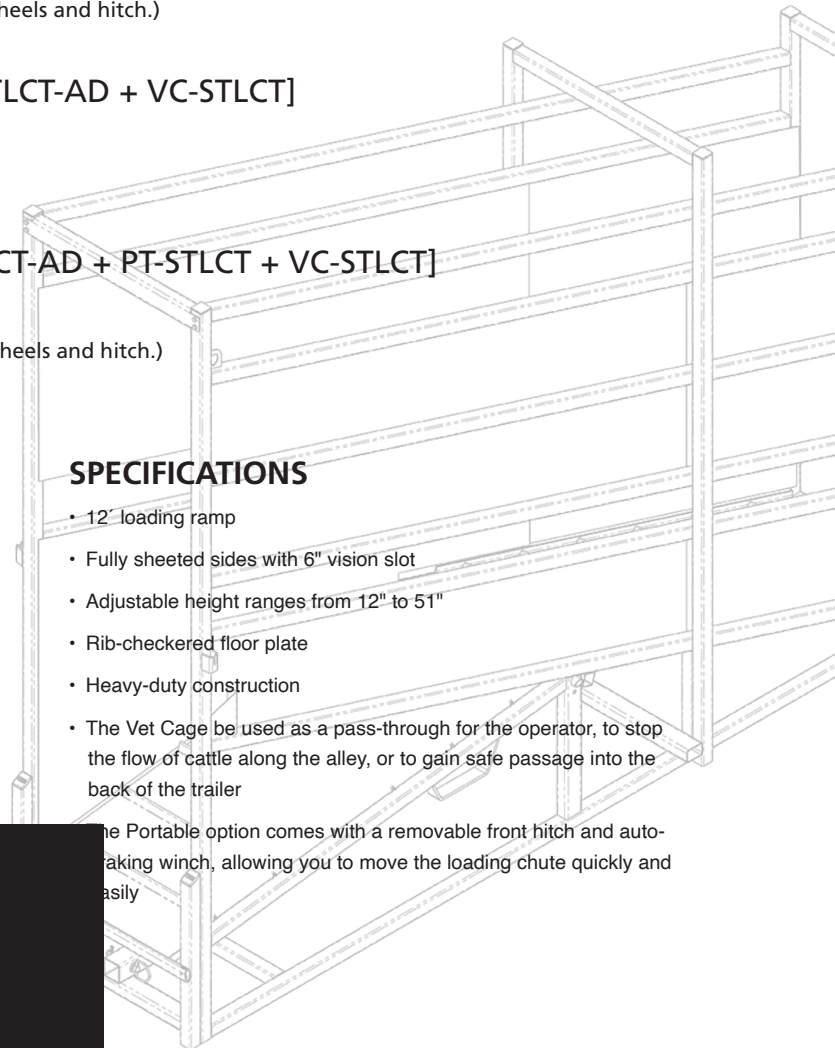 heels and hitch.)
TLCT-AD + VC-STLCT]
CT-AD + PT-STLCT + VC-STLCT]
heels and hitch.)
SPECIFICATIONS
• 12´ loading ramp
• Fully sheeted sides with 6" vision slot
• Adjustable height ranges from 12" to 51"
• Rib-checkered floor plate
• Heavy-duty construction
• The Vet Cage be used as a pass-through for the operator, to stop
the flow of cattle along the alley, or to gain safe passage into the
back of the trailer
he Portable option comes with a removable front hitch and auto-
raking winch, allowing you to move the loading chute quickly and
asily